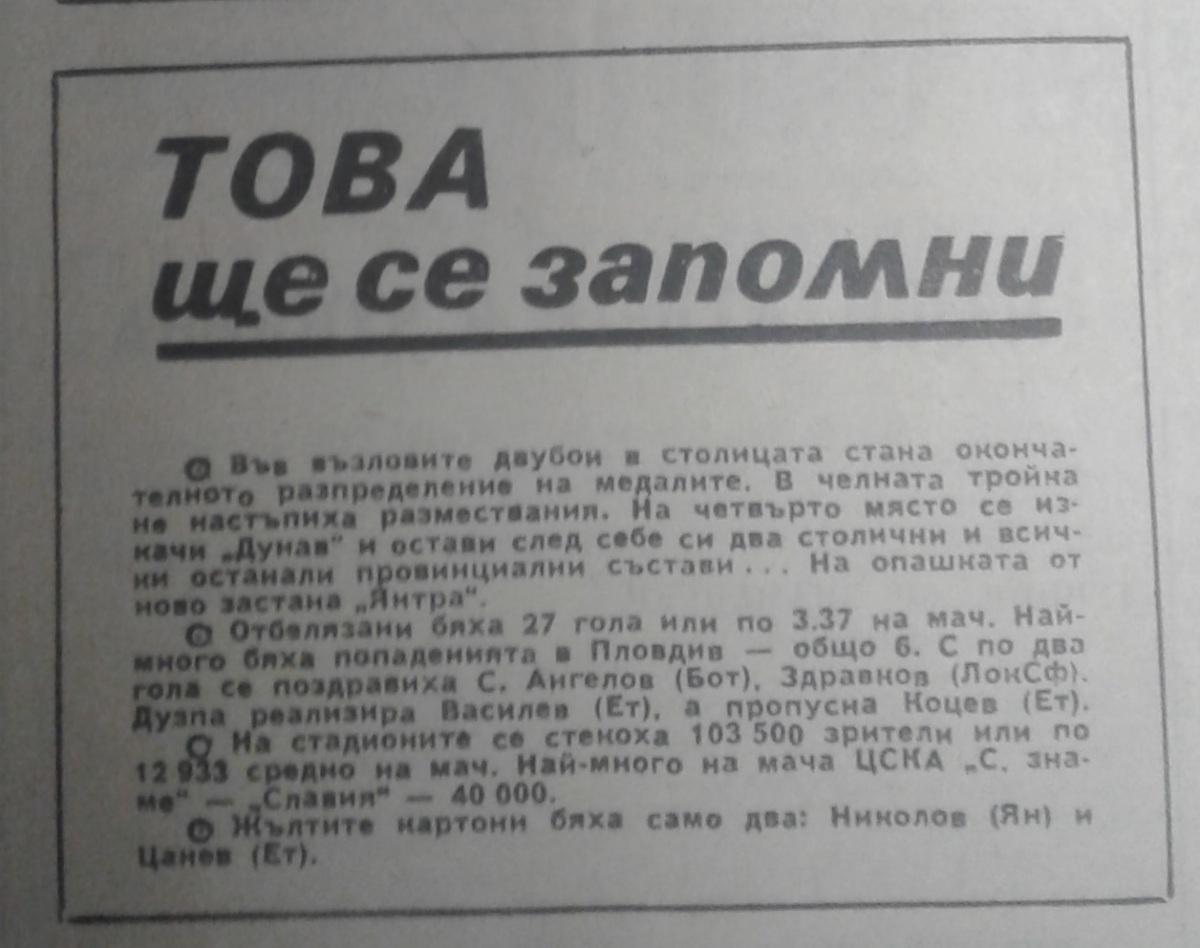 ТОВА
ще се запомни
Във възловите двубои в столицата стана оконча-
телното разпределение на медалите. В челната тройка
не настъпиха размествания. На четвърто място се из-
качи „Дунав“ и остави след себе си два столични и всич-
ки останали провинциални състави... На опашката от
ново застана „Янтра“.
Отбелязани бяха 27 гола или по 3.37 на мач. Най-
много бяха попаденията в Пловдив — общо 6. С по два
гола се поздравиха С. Ангелов (Бот), Здравков (ЛокСф).
Дузпа реализира Василев (Ет), а пропусна Коцев (Ет).
На стадионите се стекоха 103 500 зрители или по
12 933 средно на мач. Най-много на мача ЦСКА „С. зна-
ме“ — „Славия“ — 40 000.
Жълтите картони бяха само два: Николов (Ян) и
Цанев (Ет).